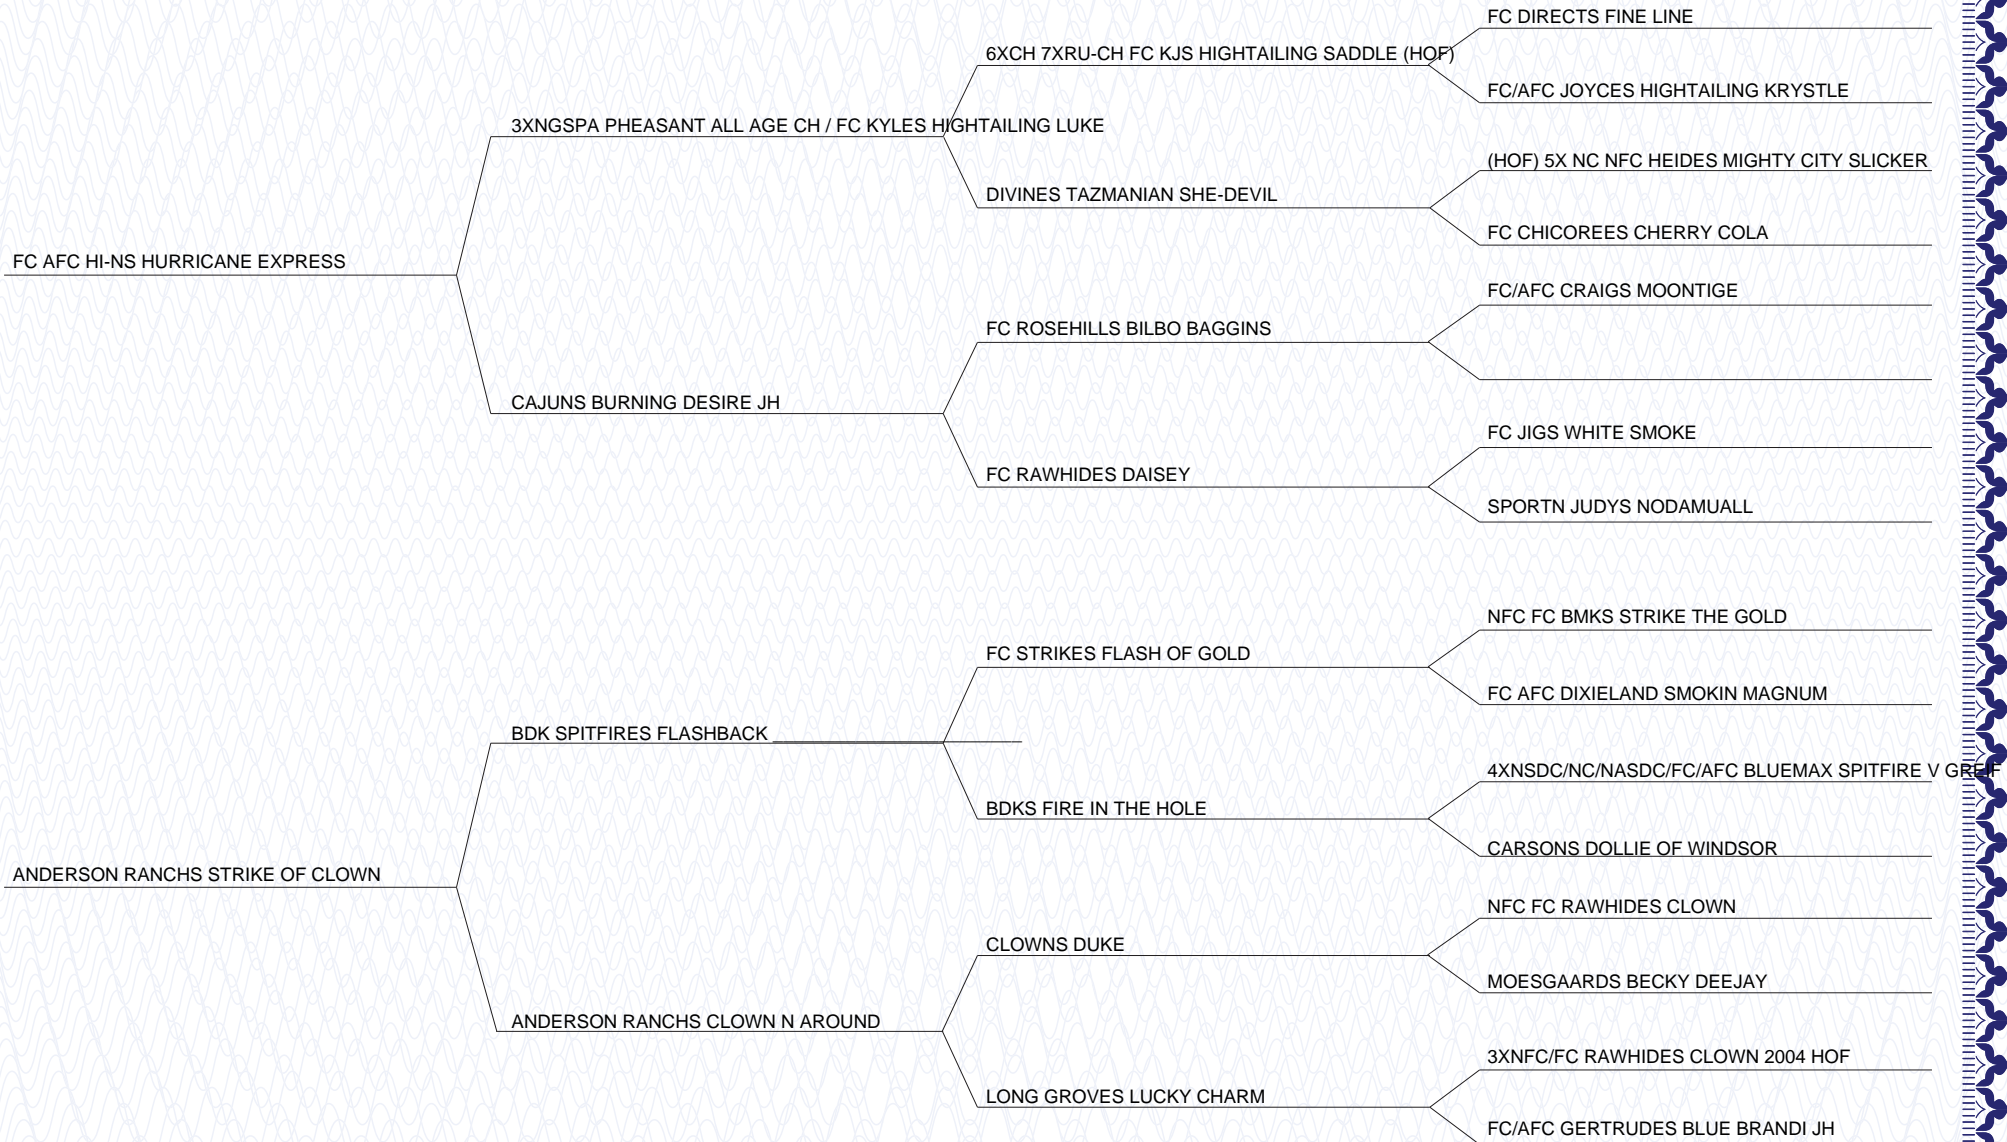 FC DIRECTS FINE LINE
6XCH 7XRU-CH FC KJS HIGHTAILING SADDLE (HOF)
FC/AFC JOYCES HIGHTAILING KRYSTLE
3XNGSPA PHEASANT ALL AGE CH / FC KYLES HIGHTAILING LUKE
(HOF) 5X NC NFC HEIDES MIGHTY CITY SLICKER
DIVINES TAZMANIAN SHE-DEVIL
FC CHICOREES CHERRY COLA
FC AFC HI-NS HURRICANE EXPRESS
FC/AFC CRAIGS MOONTIGE
FC ROSEHILLS BILBO BAGGINS
CAJUNS BURNING DESIRE JH
FC JIGS WHITE SMOKE
FC RAWHIDES DAISEY
SPORTN JUDYS NODAMUALL
NFC FC BMKS STRIKE THE GOLD
FC STRIKES FLASH OF GOLD
FC AFC DIXIELAND SMOKIN MAGNUM
BDK SPITFIRES FLASHBACK
4XNSDC/NC/NASDC/FC/AFC BLUEMAX SPITFIRE V GREIF
BDKS FIRE IN THE HOLE
CARSONS DOLLIE OF WINDSOR
ANDERSON RANCHS STRIKE OF CLOWN
NFC FC RAWHIDES CLOWN
CLOWNS DUKE
MOESGAARDS BECKY DEEJAY
ANDERSON RANCHS CLOWN N AROUND
3XNFC/FC RAWHIDES CLOWN 2004 HOF
LONG GROVES LUCKY CHARM
FC/AFC GERTRUDES BLUE BRANDI JH